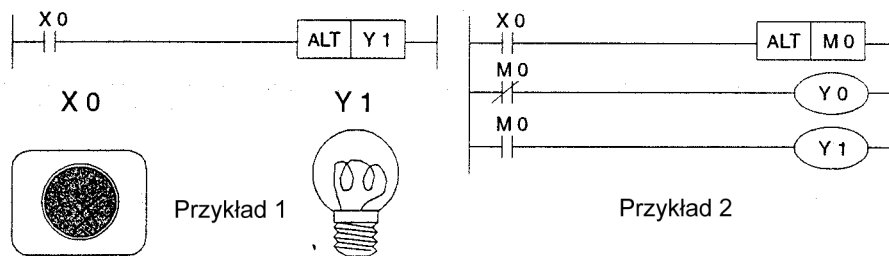 X 0
ALT Y 1
X 0 Y 1
Przykład 1
X 0
ALT M 0
M 0
Y 0
M 0
Y 1
Przykład 2